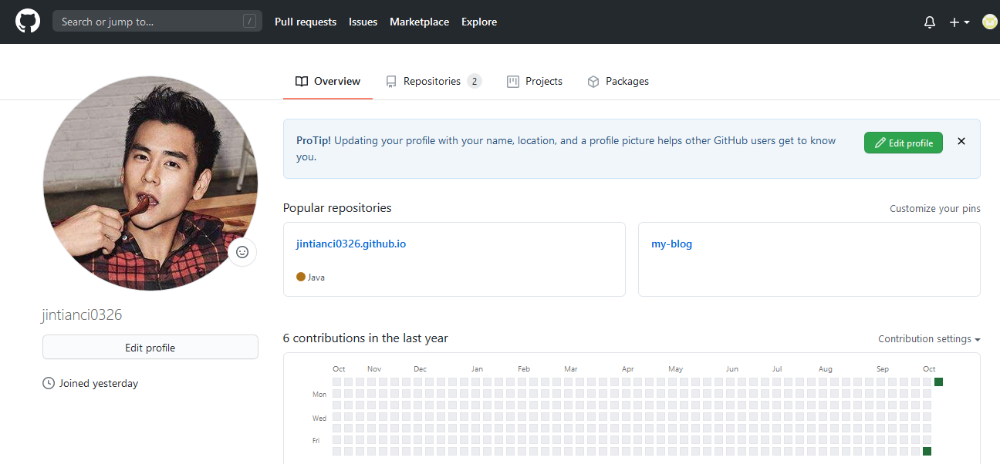 Search or jump to...
/
Pull requests
Issues
Marketplace
Explore
Overview
Repositories 2
Projects
Packages
ProTip! Updating your profile with your name, location, and a profile picture helps other GitHub users get to know
you.
Edit profile
Popular repositories
Customize your pins
jintianci0326.github.io
Java
my-blog
jintianci0326
Edit profile
Joined yesterday
6 contributions in the last year
Contribution settings
Oct Nov Dec Jan Feb Mar Apr May Jun Jul Aug Sep Oct
Mon
Wed
Fri